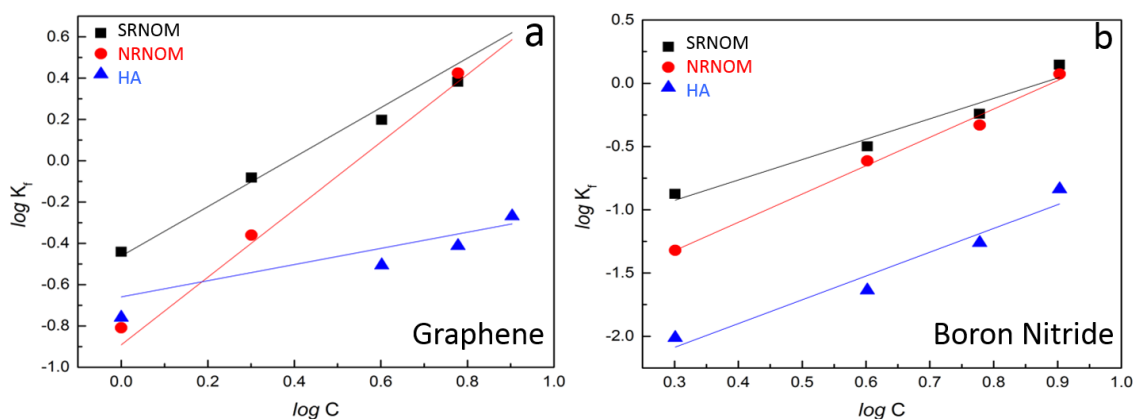 a
SRNOM
NRNOM
HA
0.6
0.4
0.2
0.0
-0.2
-0.4
-0.6
-0.8
-1.0
log K_f
Graphene
0.0 0.2 0.4 0.6 0.8 1.0
log C
b
SRNOM
NRNOM
HA
0.5
0.0
-0.5
-1.0
-1.5
-2.0
log K_f
Boron Nitride
0.3 0.4 0.5 0.6 0.7 0.8 0.9 1.0
log C